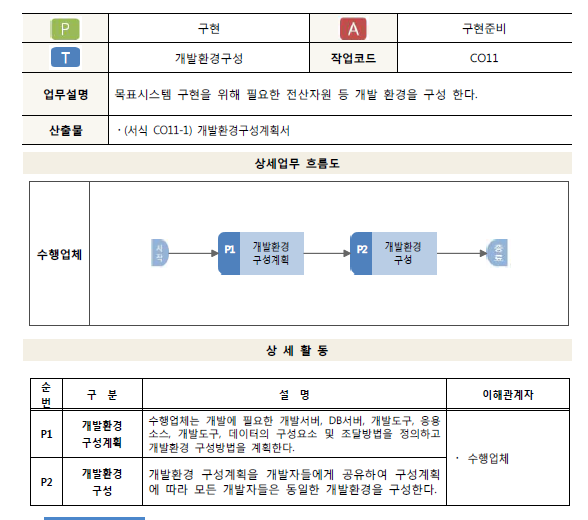 P 구현 A 구현준비
T 개발환경구성 작업코드 CO11
업무설명 목표시스템 구현을 위해 필요한 전산자원 등 개발 환경을 구성 한다.
산출물 ·(서식 CO11-1) 개발환경구성계획서
상세업무 흐름도
수행업체
시작
P1 개발환경
구성계획
P2 개발환경
구성
종료
상 세 활 동
순
번
구 분 설 명 이해관계자
P1
개발환경
구성계획
수행업체는 개발에 필요한 개발서버, DB서버, 개발도구, 응용
소스, 개발도구, 데이터의 구성요소 및 조달방법을 정의하고
개발환경 구성방법을 계획한다.
P2
개발환경
구성
개발환경 구성계획을 개발자들에게 공유하여 구성계획
에 따라 모든 개발자들은 동일한 개발환경을 구성한다.
· 수행업체